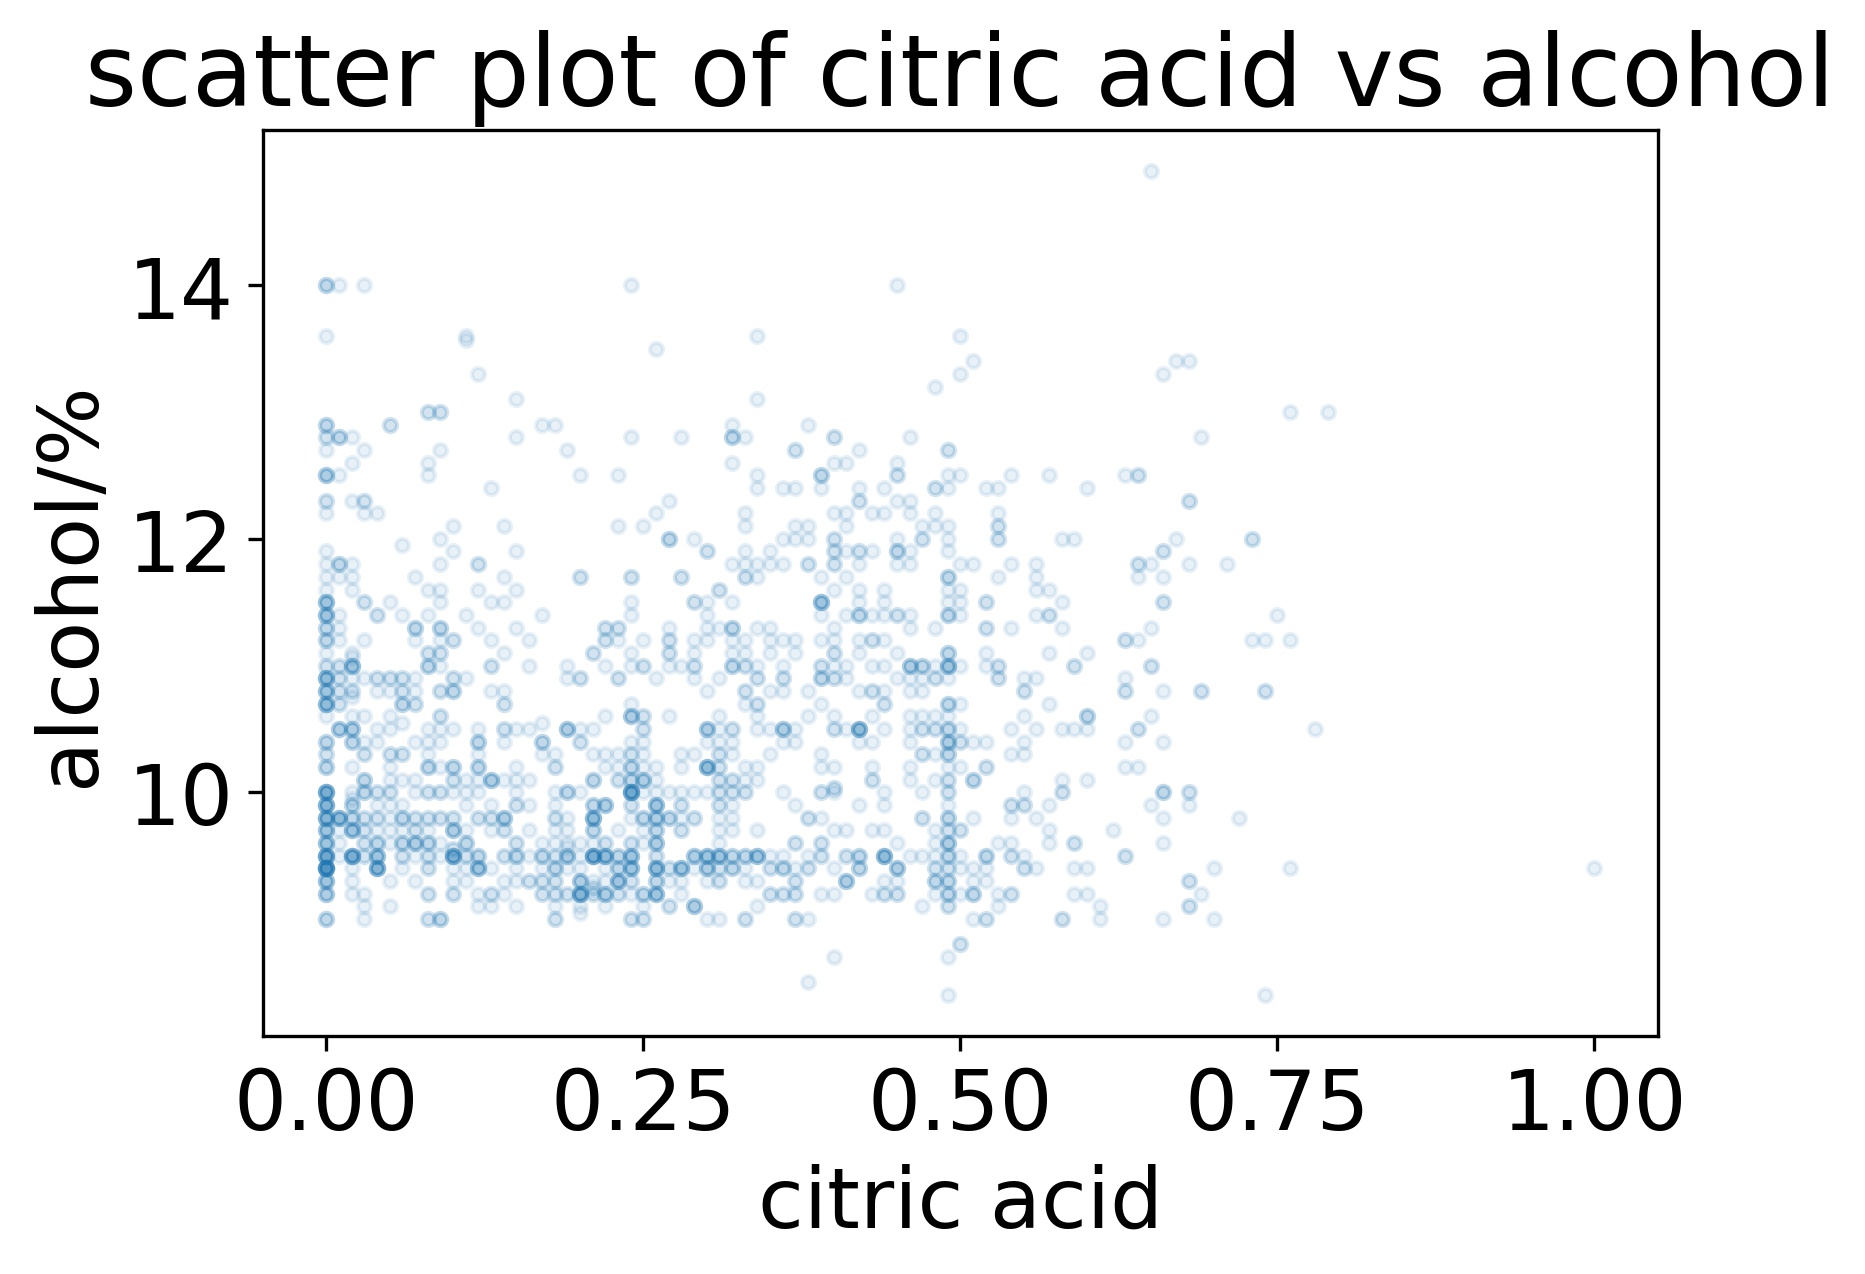 scatter plot of citric acid vs alcohol
alcohol/%
14
12
10
0.00 0.25 0.50 0.75 1.00
citric acid